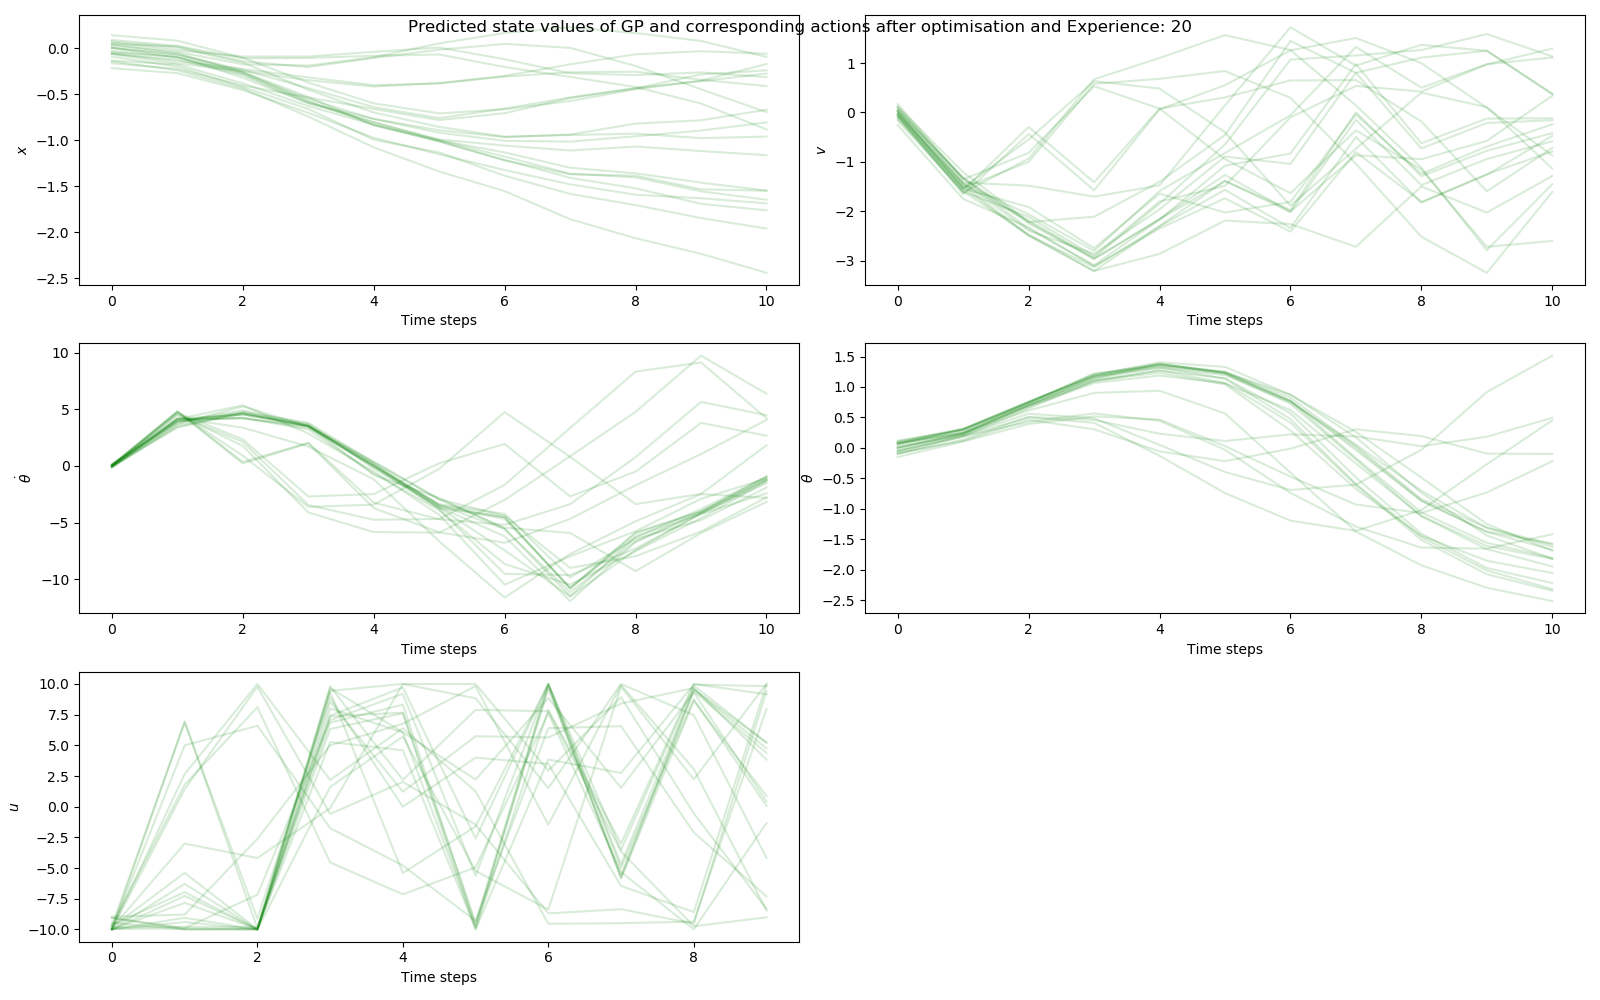 Predicted state values of GP and corresponding actions after optimisation and Experience: 20
0.0
−0.5
−1.0
−1.5
−2.0
−2.5
x
0 2 4 6 8 10
Time steps
1
0
−1
−2
−3
v
0 2 4 6 8 10
Time steps
10
5
0
−5
−10
θ̇
0 2 4 6 8 10
Time steps
1.5
1.0
0.5
0.0
−0.5
−1.0
−1.5
−2.0
−2.5
θ
0 2 4 6 8 10
Time steps
10.0
7.5
5.0
2.5
0.0
−2.5
−5.0
−7.5
−10.0
u
0 2 4 6 8
Time steps